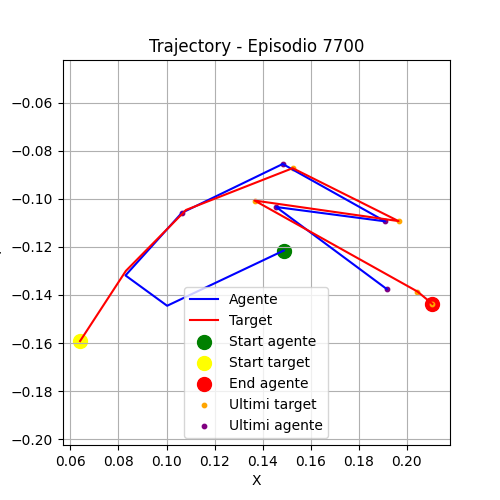 Trajectory - Episodio 7700
−0.06
−0.08
−0.10
−0.12
−0.14
−0.16
−0.18
−0.20
Agente
Target
Start agente
Start target
End agente
Ultimi target
Ultimi agente
0.06 0.08 0.10 0.12 0.14 0.16 0.18 0.20
X